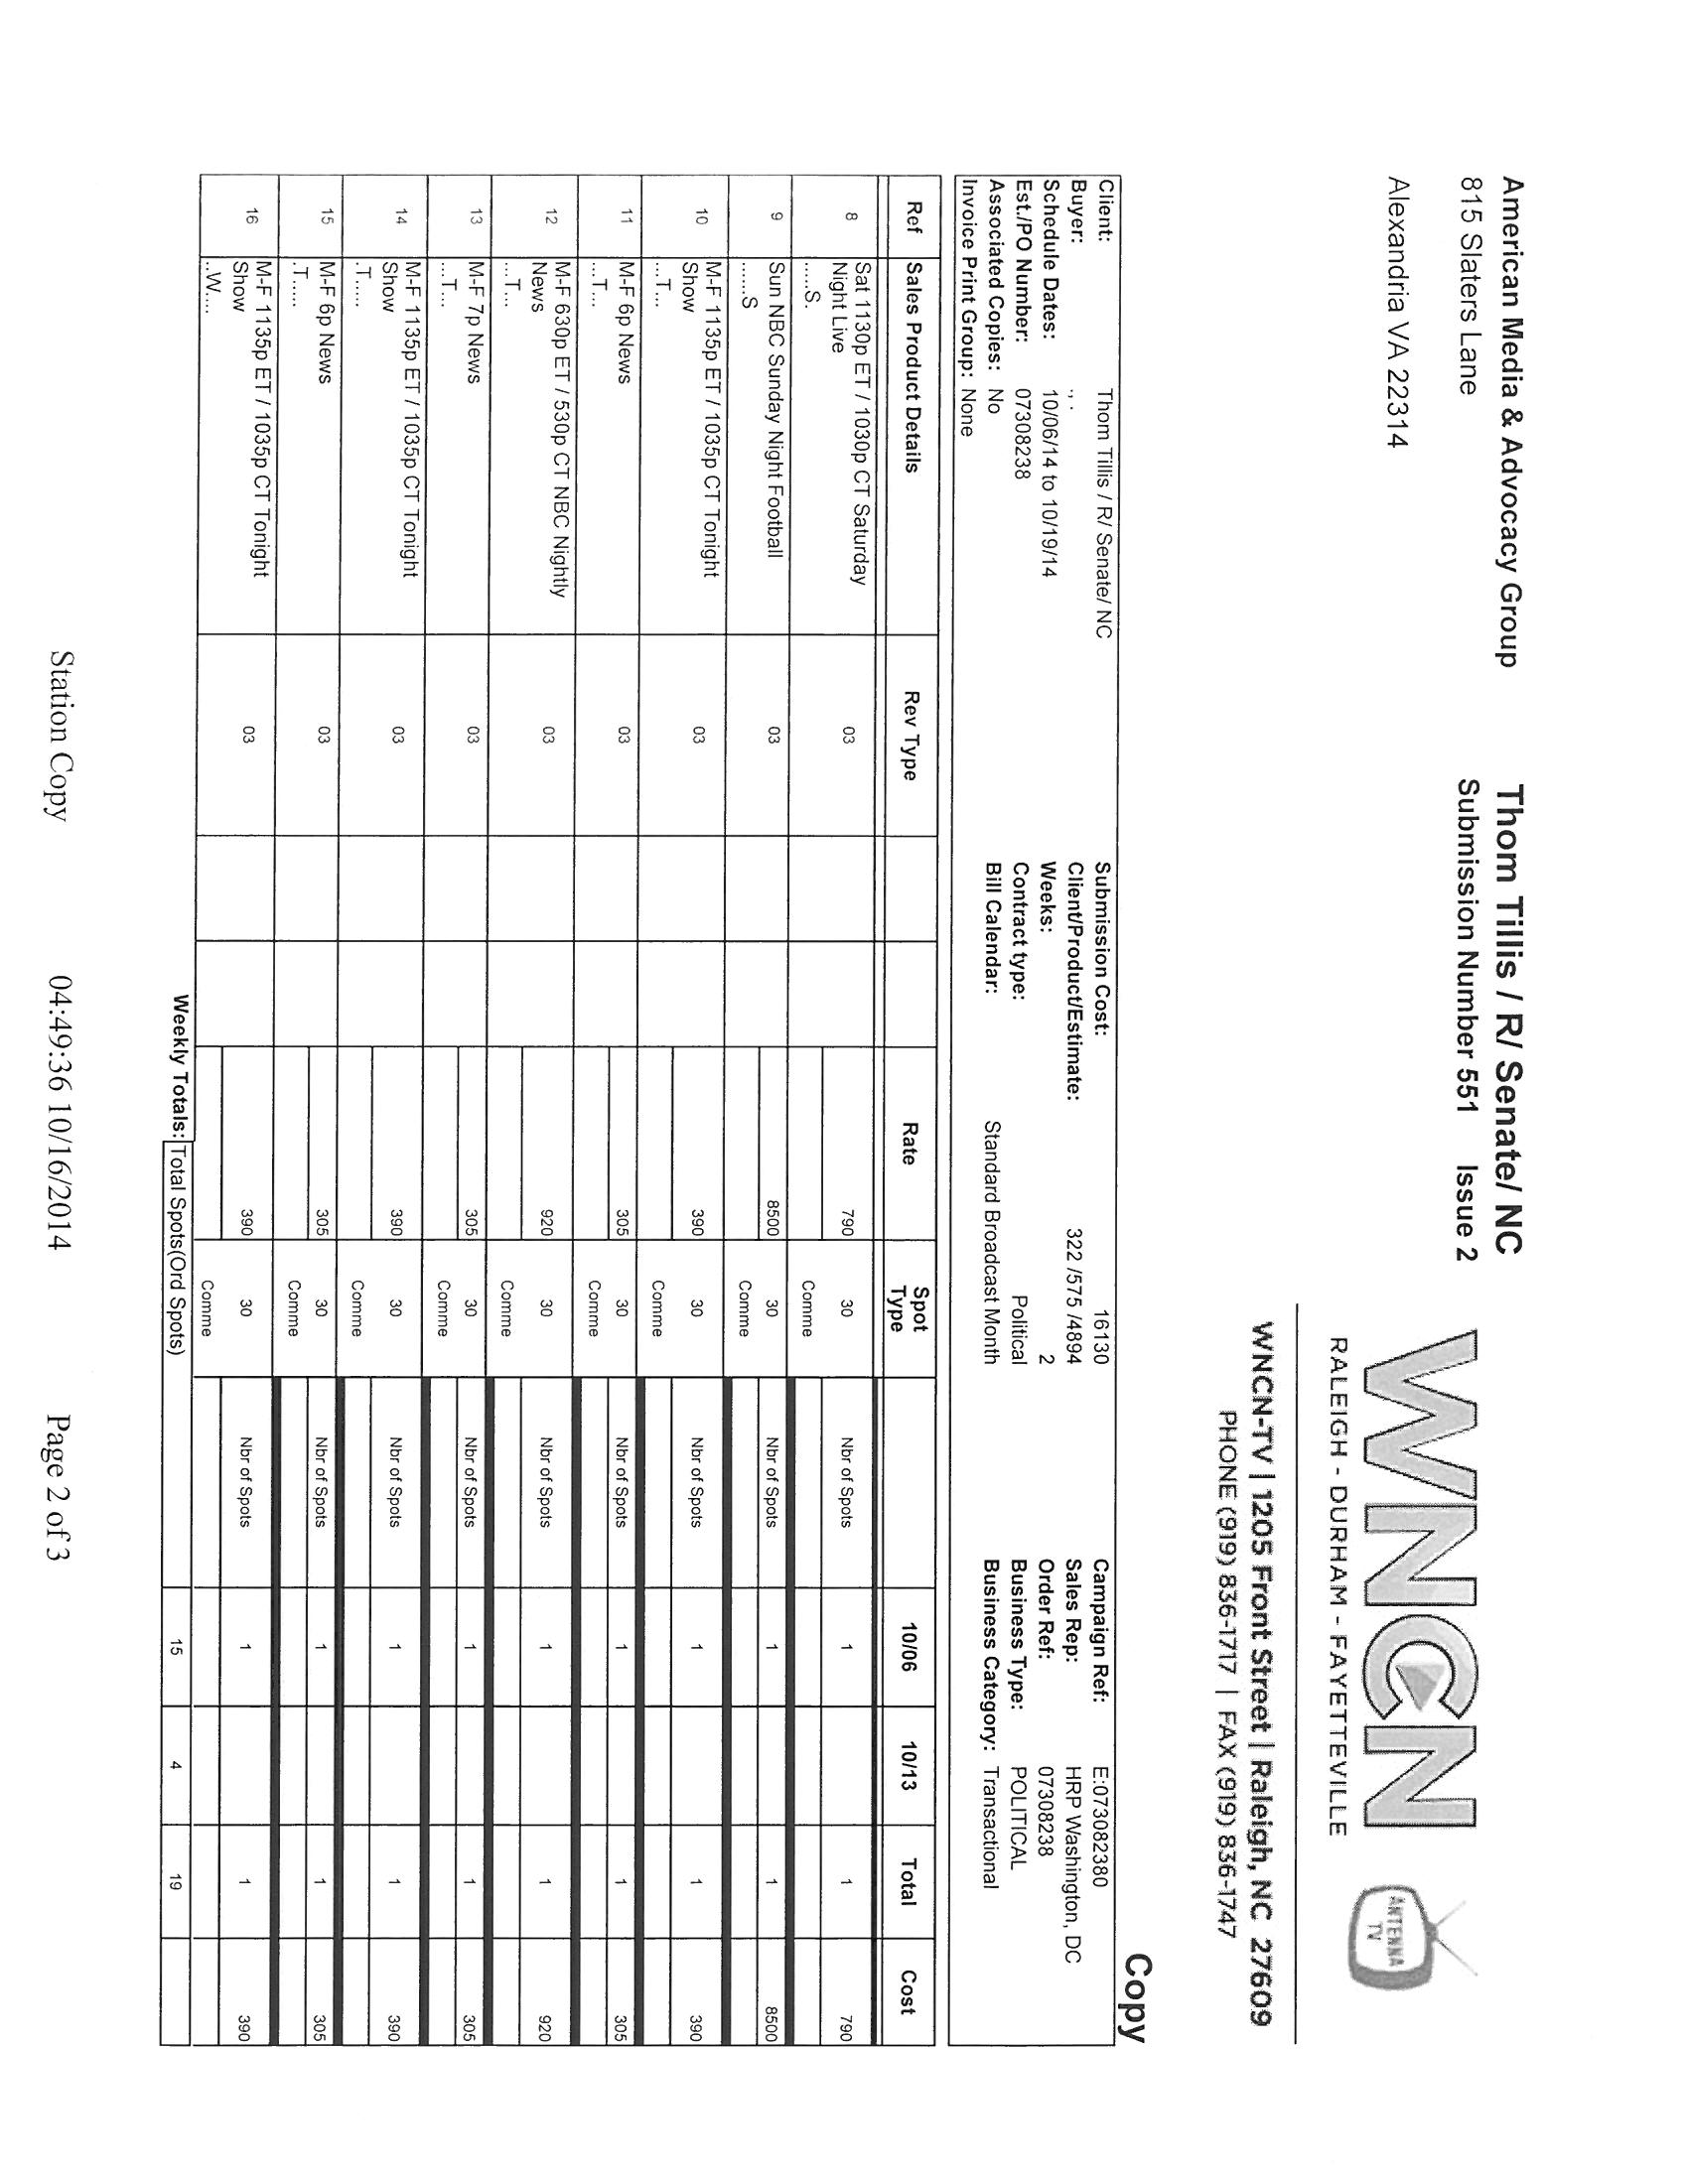 American Media & Advocacy Group
815 Slaters Lane
Alexandria VA 22314
Thom Tillis / R/ Senate/ NC
Submission Number 551 Issue 2
WNCN
RALEIGH - DURHAM - FAYETTEVILLE
ANTENNA TV
WNCN-TV | 1205 Front Street | Raleigh, NC 27609
PHONE (919) 836-1717 | FAX (919) 836-1747
Copy
Client: Thom Tillis / R/ Senate/ NC Submission Cost: 16130 Campaign Ref: E:073082380
Buyer: ., . Client/Product/Estimate: 322 /575 /4894 Sales Rep: HRP Washington, DC
Schedule Dates: 10/06/14 to 10/19/14 Weeks: 2 Order Ref: 07308238
Est./PO Number: 07308238 Contract type: Political Business Type: POLITICAL
Associated Copies: No Bill Calendar: Standard Broadcast Month Business Category: Transactional
Invoice Print Group: None
Ref Sales Product Details Rev Type Rate Spot Type 10/06 10/13 Total Cost
8 Sat 1130p ET / 1030p CT Saturday 03 790 30 Nbr of Spots 1 1 790
Night Live
.....S. Comme
9 Sun NBC Sunday Night Football 03 8500 30 Nbr of Spots 1 1 8500
......S Comme
10 M-F 1135p ET / 1035p CT Tonight 03 390 30 Nbr of Spots 1 1 390
Show
...T... Comme
11 M-F 6p News 03 305 30 Nbr of Spots 1 1 305
...T... Comme
12 M-F 630p ET / 530p CT NBC Nightly 03 920 30 Nbr of Spots 1 1 920
News
...T... Comme
13 M-F 7p News 03 305 30 Nbr of Spots 1 1 305
...T... Comme
14 M-F 1135p ET / 1035p CT Tonight 03 390 30 Nbr of Spots 1 1 390
Show
.T..... Comme
15 M-F 6p News 03 305 30 Nbr of Spots 1 1 305
.T..... Comme
16 M-F 1135p ET / 1035p CT Tonight 03 390 30 Nbr of Spots 1 1 390
Show
..W.... Comme
Weekly Totals: Total Spots(Ord Spots) 15 4 19
Station Copy 04:49:36 10/16/2014 Page 2 of 3